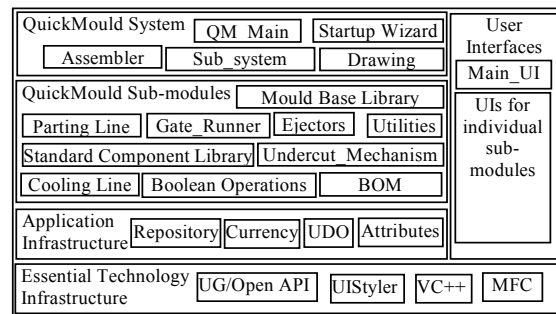 QuickMould System
QM_Main
Startup Wizard
Assembler
Sub_system
Drawing
QuickMould Sub-modules
Mould Base Library
Parting Line
Gate_Runner
Ejectors
Utilities
Standard Component Library
Undercut_Mechanism
Cooling Line
Boolean Operations
BOM
Application
Infrastructure
Repository
Currency
UDO
Attributes
User
Interfaces
Main_UI
UIs for
individual
sub-
modules
Essential Technology
Infrastructure
UG/Open API
UIStyler
VC++
MFC